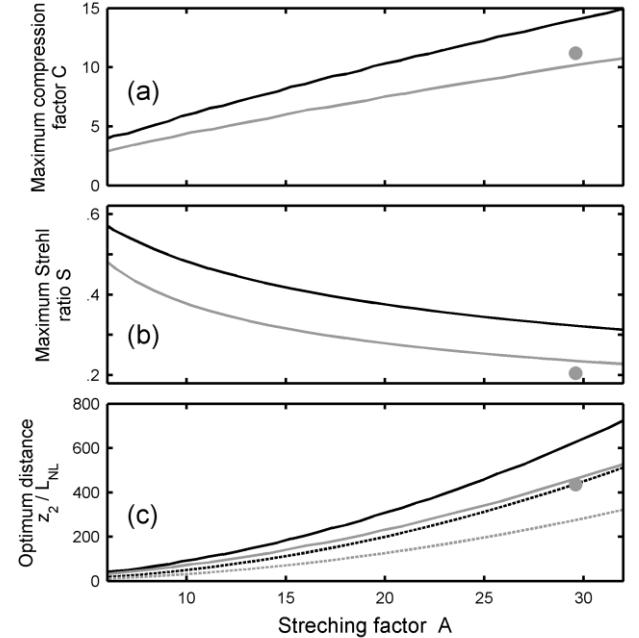 Maximum compression
factor C
15
10
5
0
(a)
Maximum Strehl
ratio S
.6
.4
.2
(b)
Optimum distance
z2 / LNL
800
600
400
200
0
(c)
10
15
20
25
30
Streching factor A